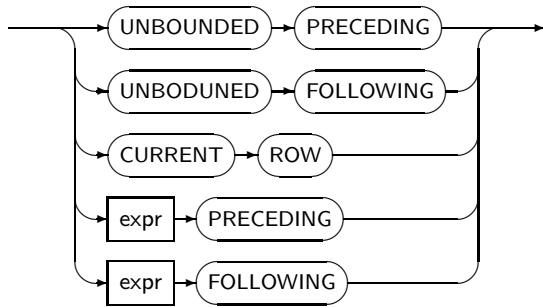 UNBOUNDED PRECEDING
UNBODUNED FOLLOWING
CURRENT ROW
expr PRECEDING
expr FOLLOWING